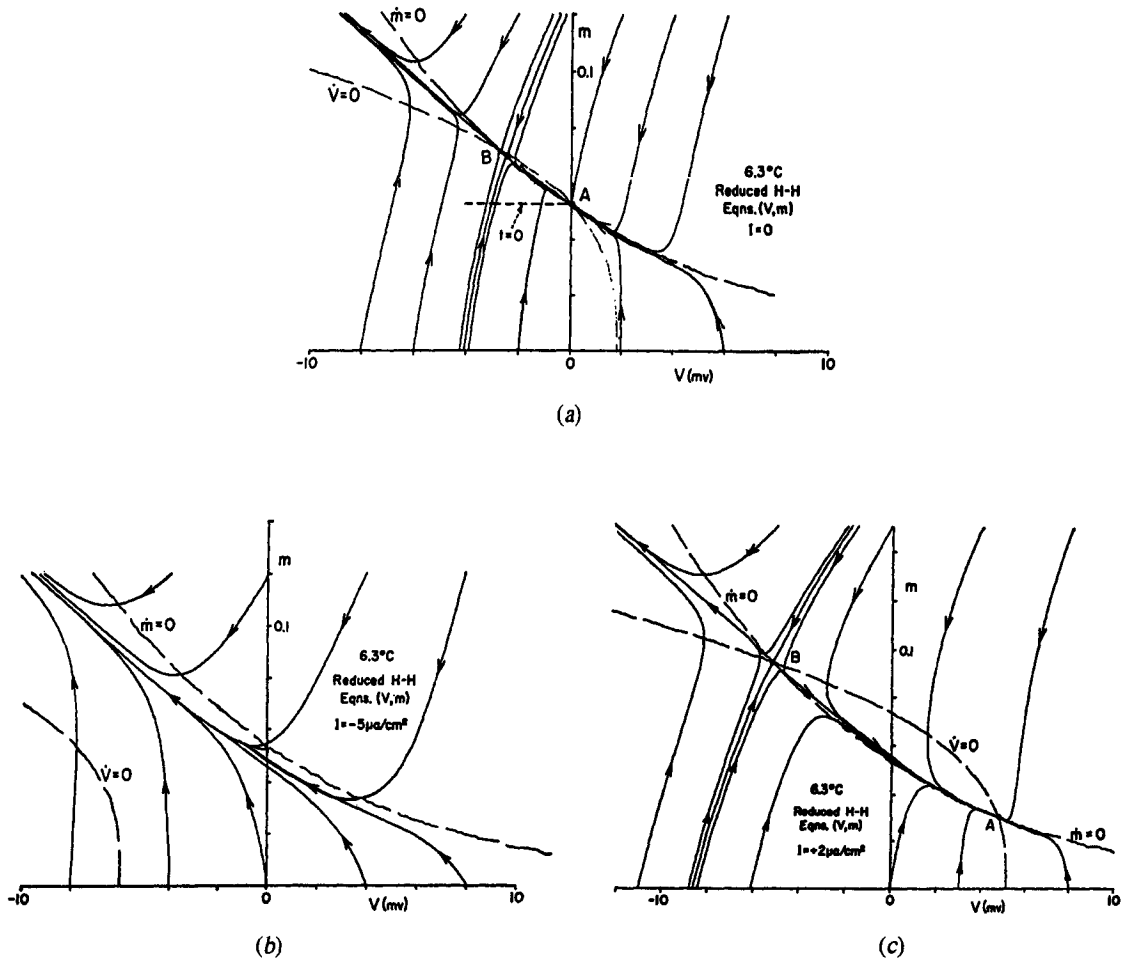 ṁ=0
m
0.1
V̇=0
B
A
6.3°C
Reduced H-H
Eqns. (V,m)
I=0
t=0
-10
0
10
V (mv)
(a)
m
ṁ=0
0.1
6.3°C
Reduced H-H
Eqns. (V,m)
I=-5μa/cm²
V̇=0
-10
0
10
V (mv)
(b)
m
ṁ=0
0.1
B
V̇=0
6.3°C
Reduced H-H
Eqns. (V,m)
I=+2μa/cm²
A
ṁ=0
-10
0
10
V (mv)
(c)